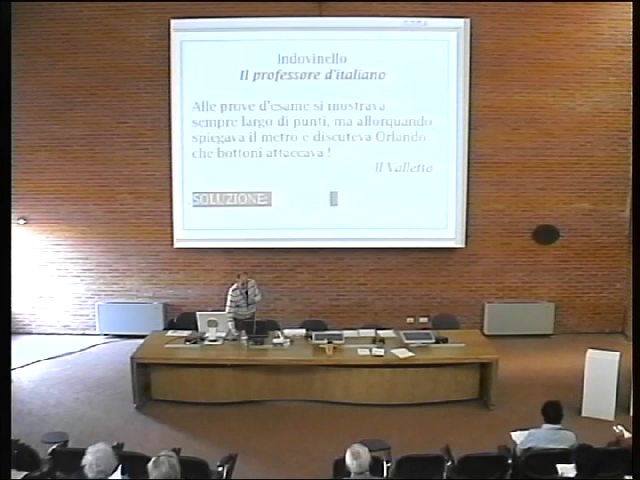 Indovinello
Il professore d'italiano
Alle prove d'esame si mostrava
sempre largo di punti, ma allorquando
spiegava il metro e discuteva Orlando
che bottoni attaccava !
Il Valletto
SOLUZIONE: